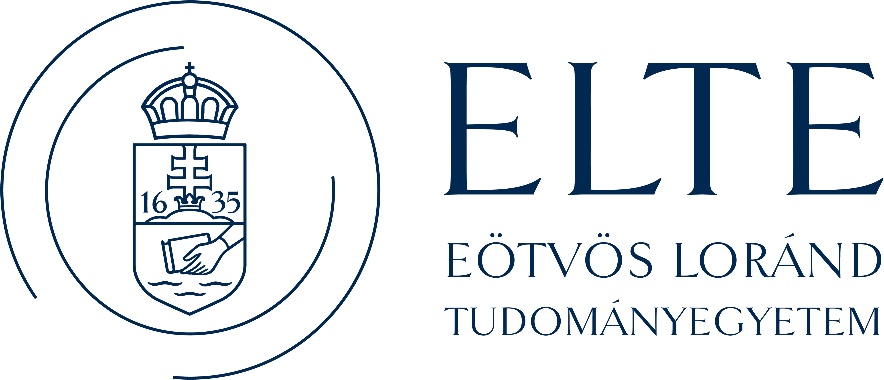 16 35
ELTE
EÖTVÖS LORÁND
TUDOMÁNYEGYETEM